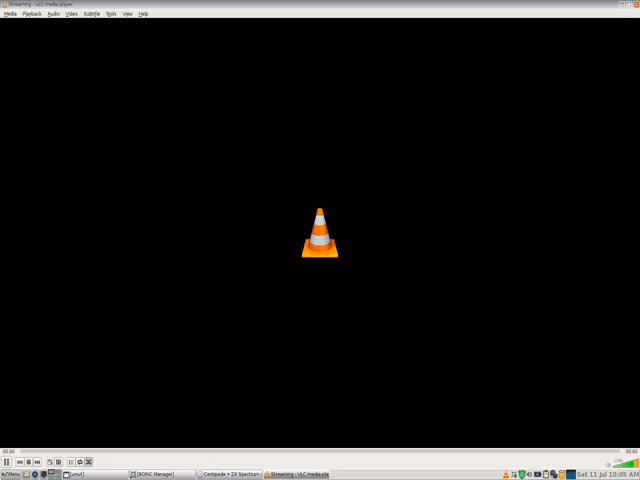 Streaming - VLC media player
Media Playback Audio Video Subtitle Tools View Help
00:00 00:00
[BOINC Manager] Centipede • ZX Spectrum Streaming - VLC media pla Sat 11 Jul 10:05 AM